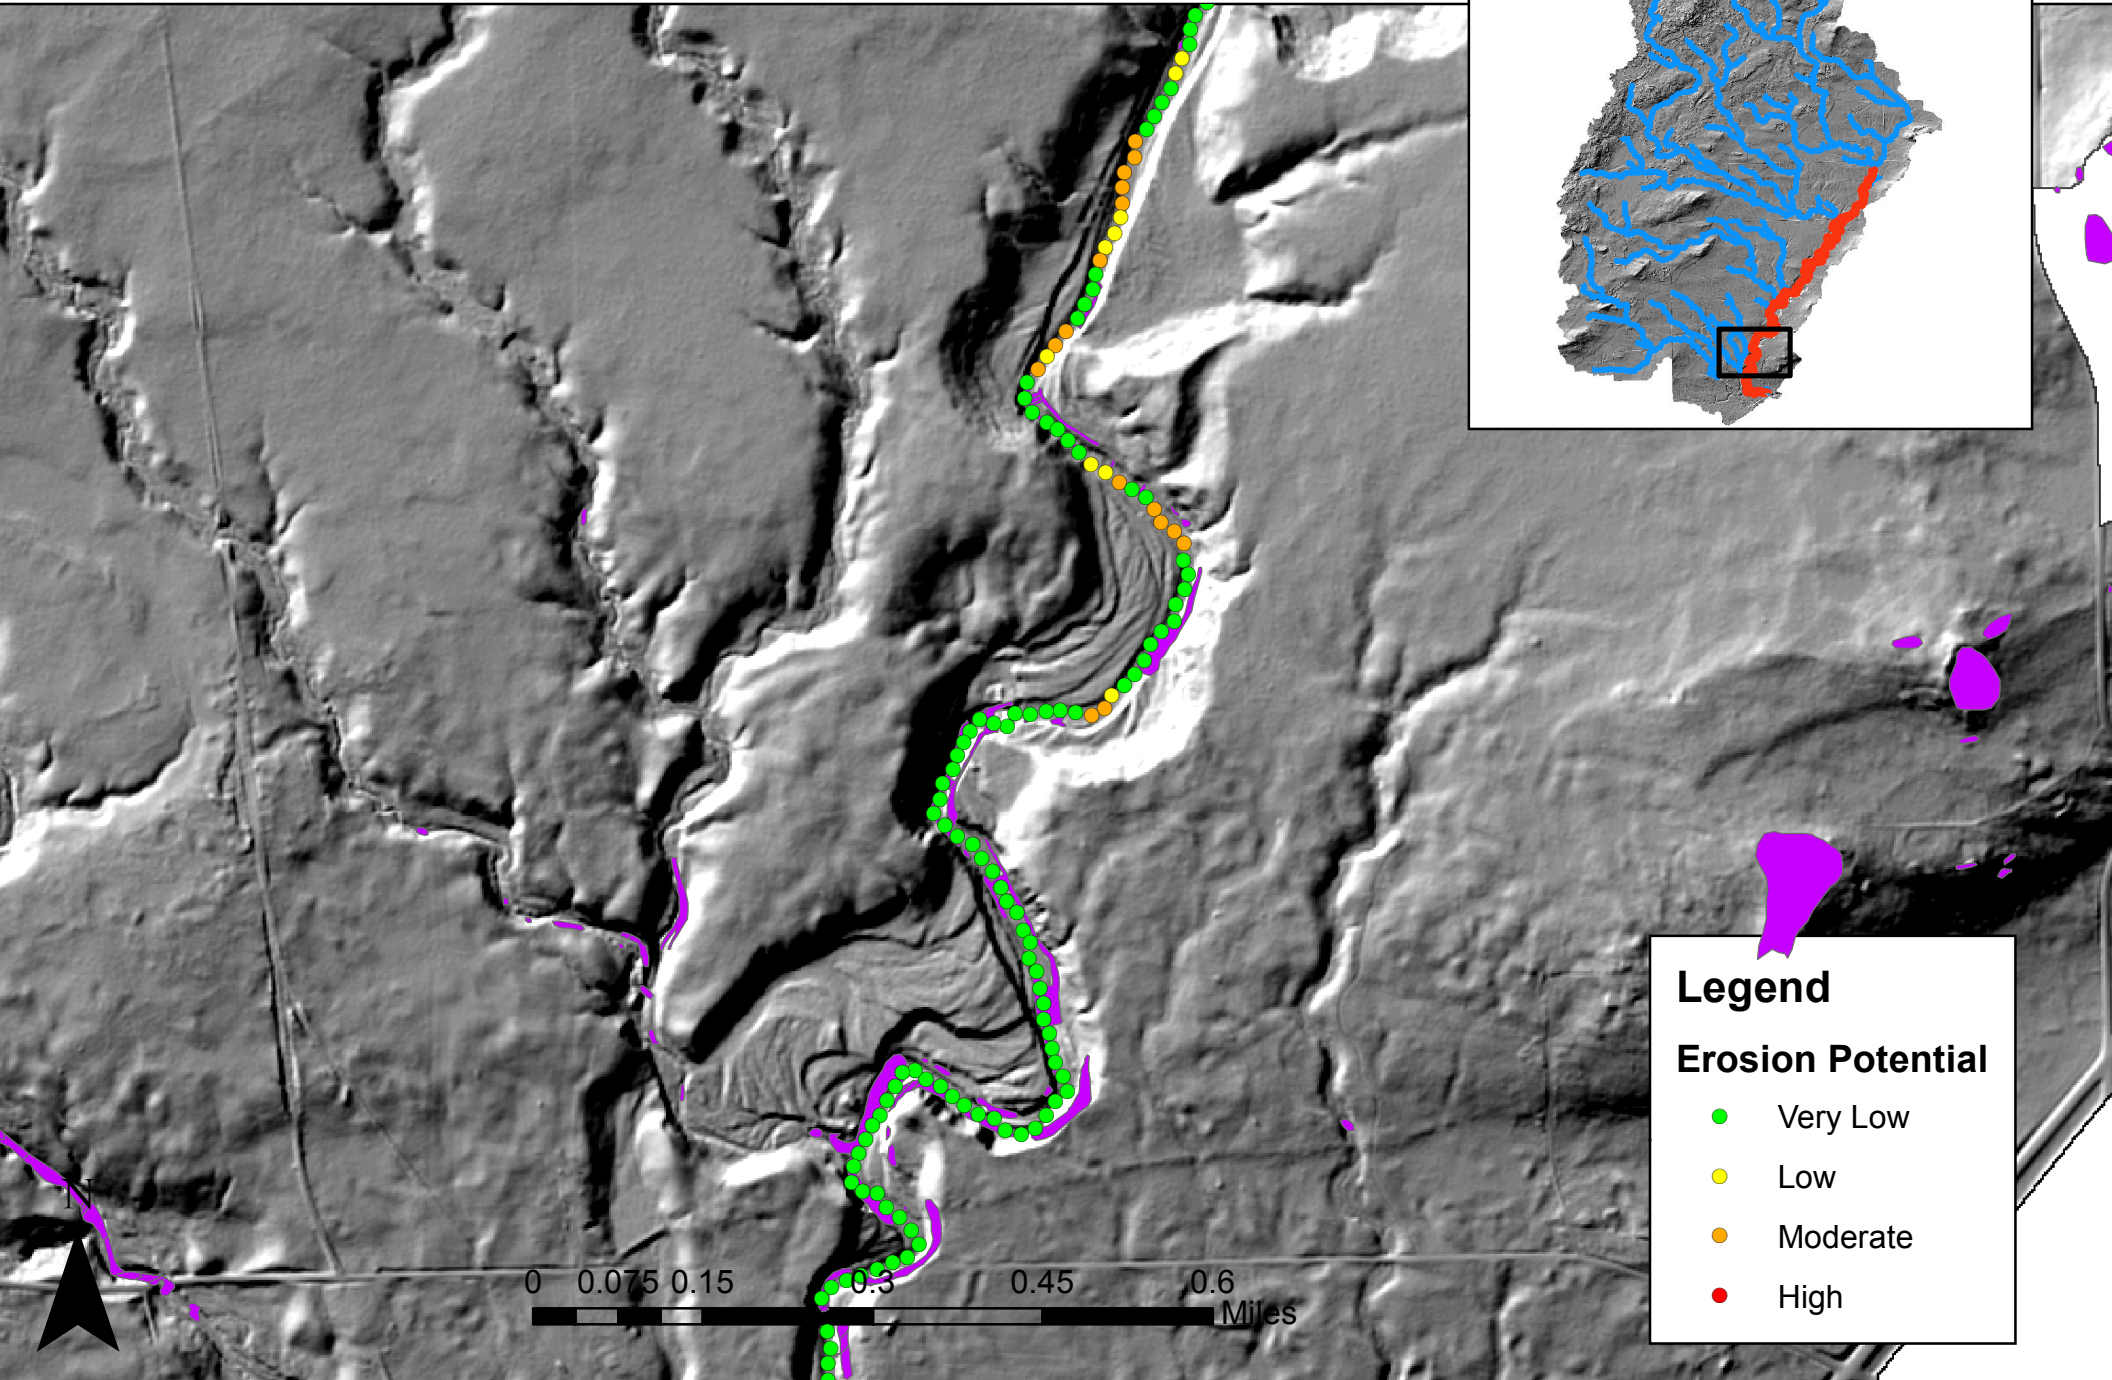 N
0 0.075 0.15 0.3 0.45 0.6
Miles
Legend
Erosion Potential
Very Low
Low
Moderate
High